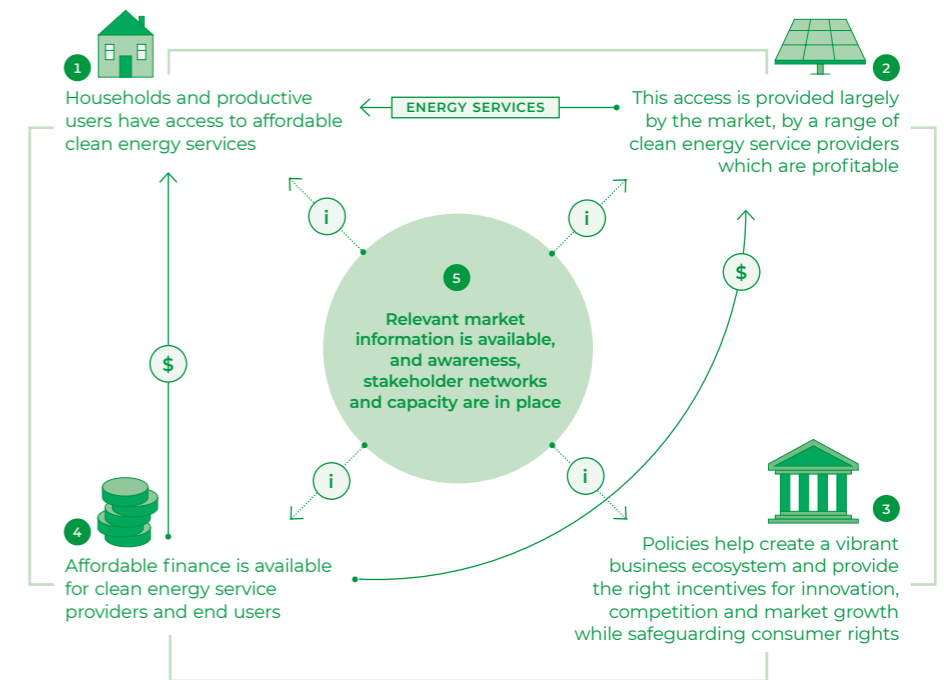 1
Households and productive
users have access to affordable
clean energy services
ENERGY SERVICES
2
This access is provided largely
by the market, by a range of
clean energy service providers
which are profitable
i
i
$
5
Relevant market
information is available,
and awareness,
stakeholder networks
and capacity are in place
$
i
i
4
Affordable finance is available
for clean energy service
providers and end users
3
Policies help create a vibrant
business ecosystem and provide
the right incentives for innovation,
competition and market growth
while safeguarding consumer rights